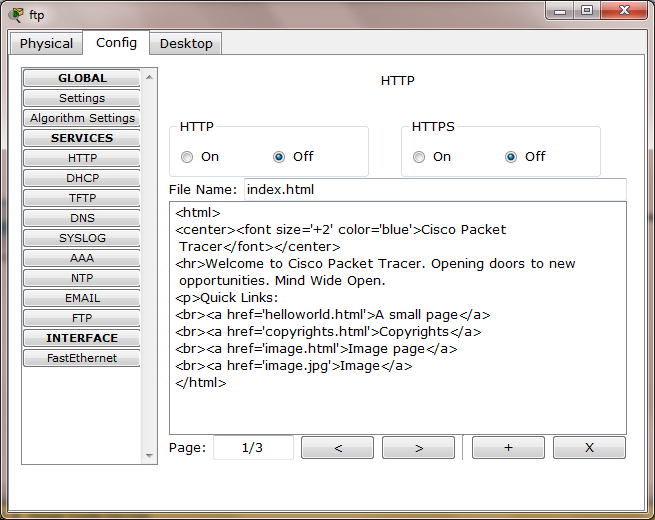 ftp
Physical Config Desktop
GLOBAL
Settings
Algorithm Settings
SERVICES
HTTP
DHCP
TFTP
DNS
SYSLOG
AAA
NTP
EMAIL
FTP
INTERFACE
FastEthernet
HTTP
HTTP
On Off
HTTPS
On Off
File Name: index.html
<html>
<center><font size='+2' color='blue'>Cisco Packet
Tracer</font></center>
<hr>Welcome to Cisco Packet Tracer. Opening doors to new
opportunities. Mind Wide Open.
<p>Quick Links:
<br><a href='helloworld.html'>A small page</a>
<br><a href='copyrights.html'>Copyrights</a>
<br><a href='image.html'>Image page</a>
<br><a href='image.jpg'>Image</a>
</html>
Page: 1/3 < > + X